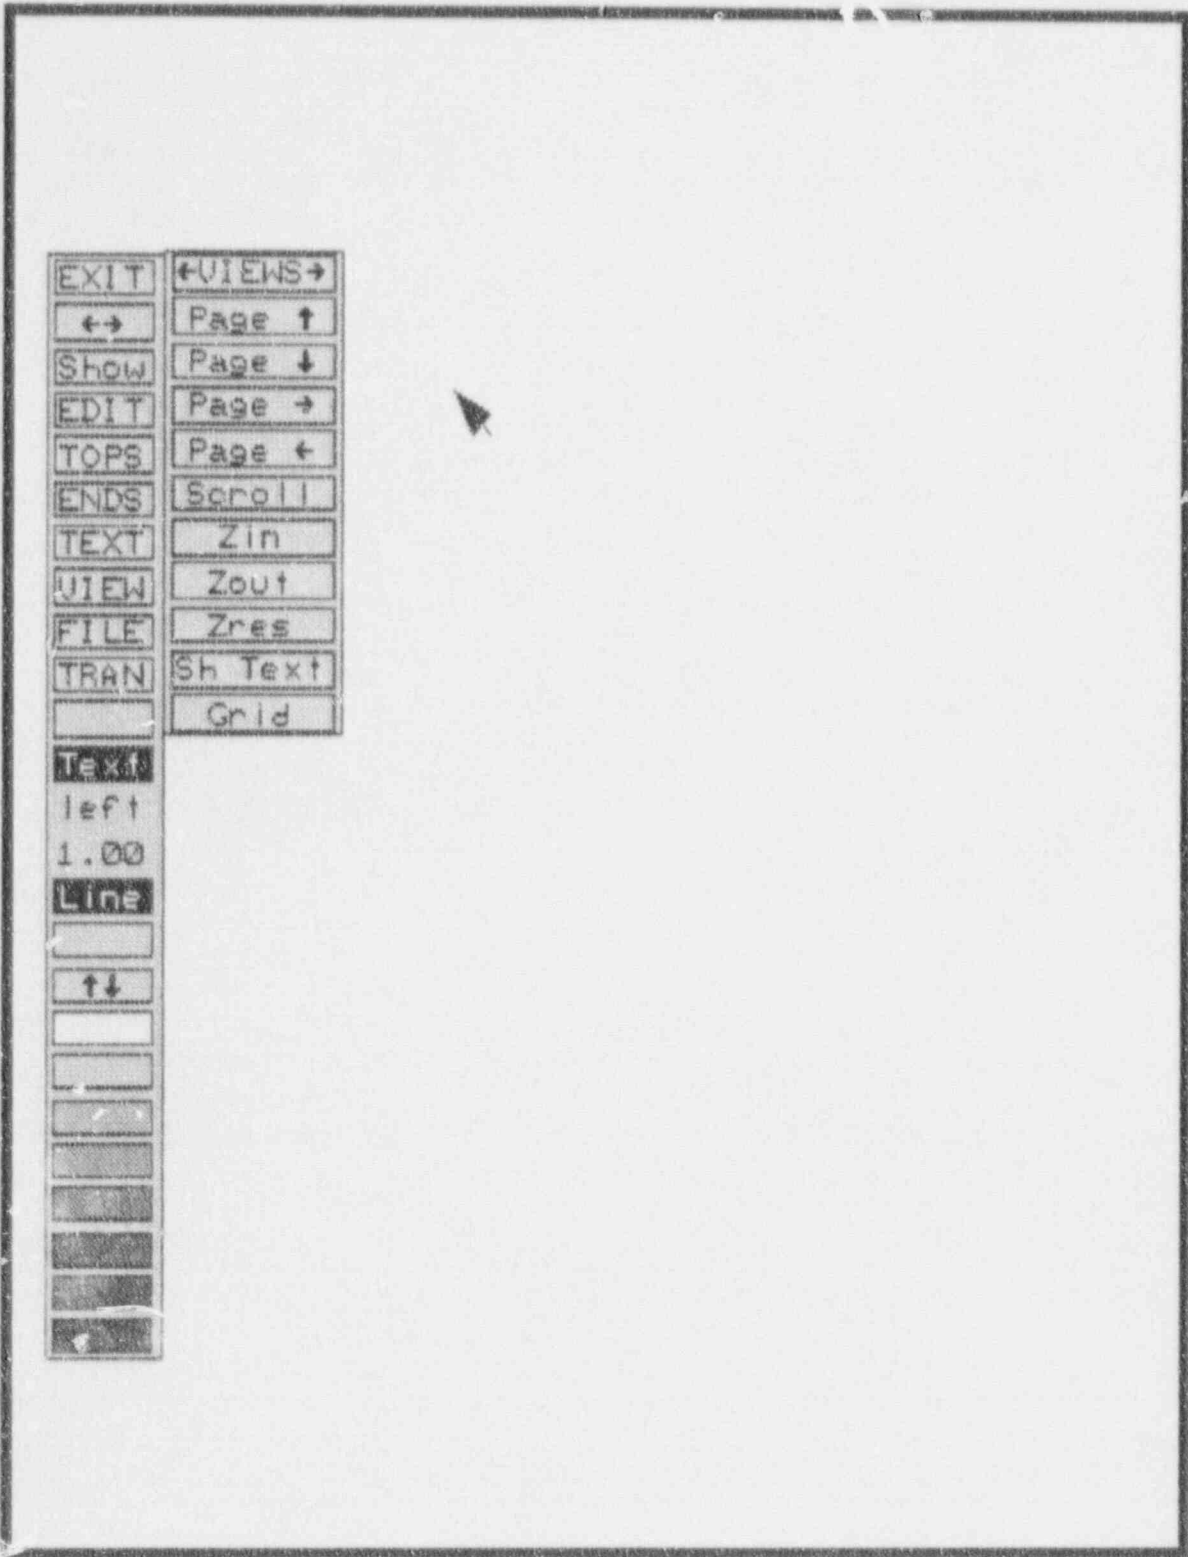 EXIT
←→
Show
EDIT
TOPS
ENDS
TEXT
VIEW
FILE
TRAN
Text
left
1.00
Line
↑↓
←VIEWS→
Page ↑
Page ↓
Page →
Page ←
Scroll
Zin
Zout
Zres
Sh Text
Grid